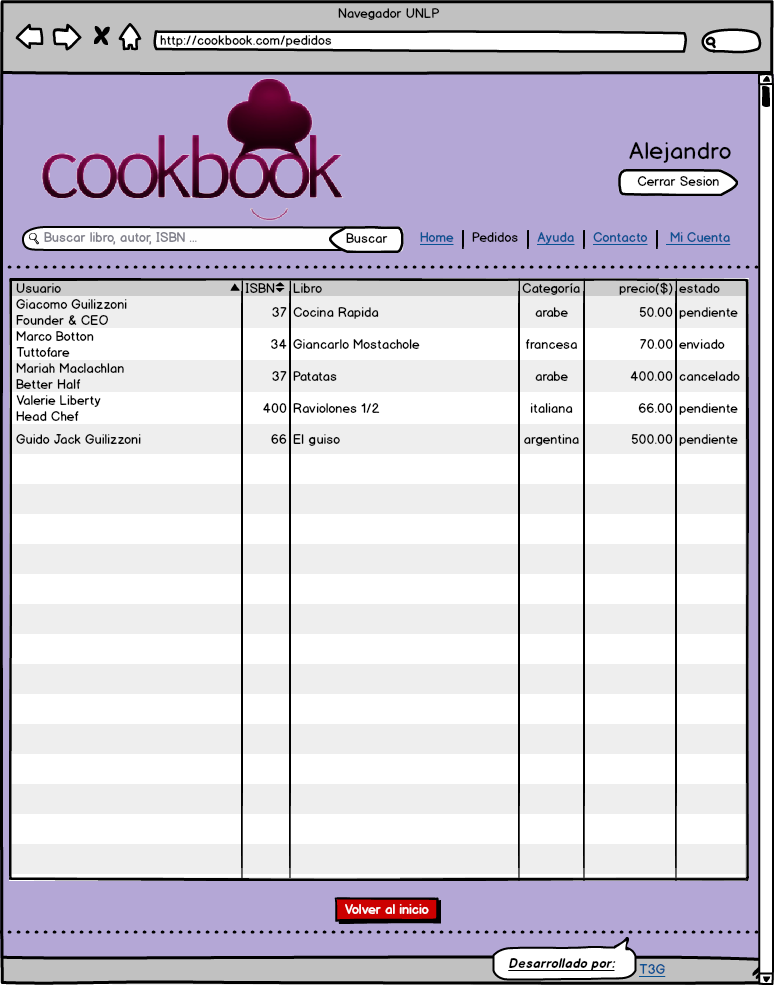 Navegador UNLP
http://cookbook.com/pedidos
cookbook
Alejandro
Cerrar Sesion
Buscar libro, autor, ISBN ... Buscar Home Pedidos Ayuda Contacto Mi Cuenta
Usuario ISBN Libro Categoría precio($) estado
Giacomo Guilizzoni
Founder & CEO 37 Cocina Rapida arabe 50.00 pendiente
Marco Botton
Tuttofare 34 Giancarlo Mostachole francesa 70.00 enviado
Mariah Maclachlan
Better Half 37 Patatas arabe 400.00 cancelado
Valerie Liberty
Head Chef 400 Raviolones 1/2 italiana 66.00 pendiente
Guido Jack Guilizzoni 66 El guiso argentina 500.00 pendiente
Volver al inicio
Desarrollado por: T3G